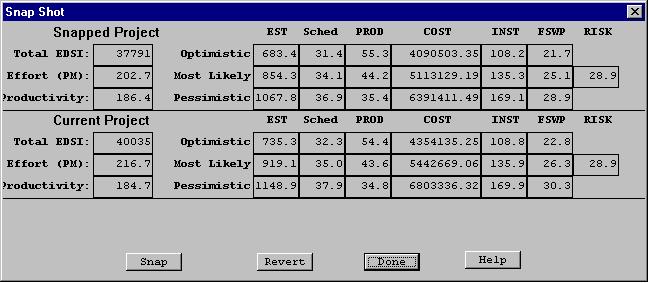 Snap Shot
Snapped Project EST Sched PROD COST INST FSWP RISK
Total EDSI: 37791 Optimistic 683.4 31.4 55.3 4090503.35 108.2 21.7
Effort (PM): 202.7 Most Likely 854.3 34.1 44.2 5113129.19 135.3 25.1 28.9
Productivity: 186.4 Pessimistic 1067.8 36.9 35.4 6391411.49 169.1 28.9
Current Project EST Sched PROD COST INST FSWP RISK
Total EDSI: 40035 Optimistic 735.3 32.3 54.4 4354135.25 108.8 22.8
Effort (PM): 216.7 Most Likely 919.1 35.0 43.6 5442669.06 135.9 26.3 28.9
Productivity: 184.7 Pessimistic 1148.9 37.9 34.8 6803336.32 169.9 30.3
Snap Revert Done Help